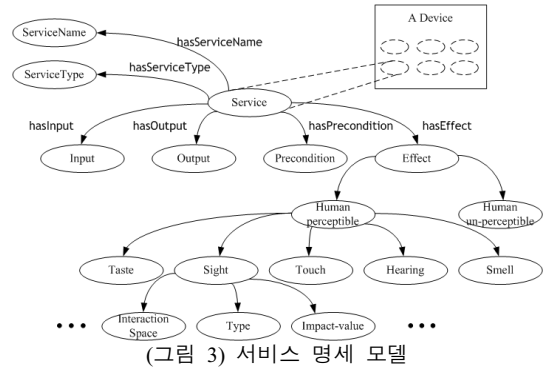 A Device
ServiceName
hasServiceName
ServiceType
hasServiceType
Service
hasInput
hasOutput
hasPrecondition
hasEffect
Input
Output
Precondition
Effect
Human
perceptible
Human
un-perceptible
Taste
Sight
Touch
Hearing
Smell
Interaction
Space
Type
Impact-value
(그림 3) 서비스 명세 모델